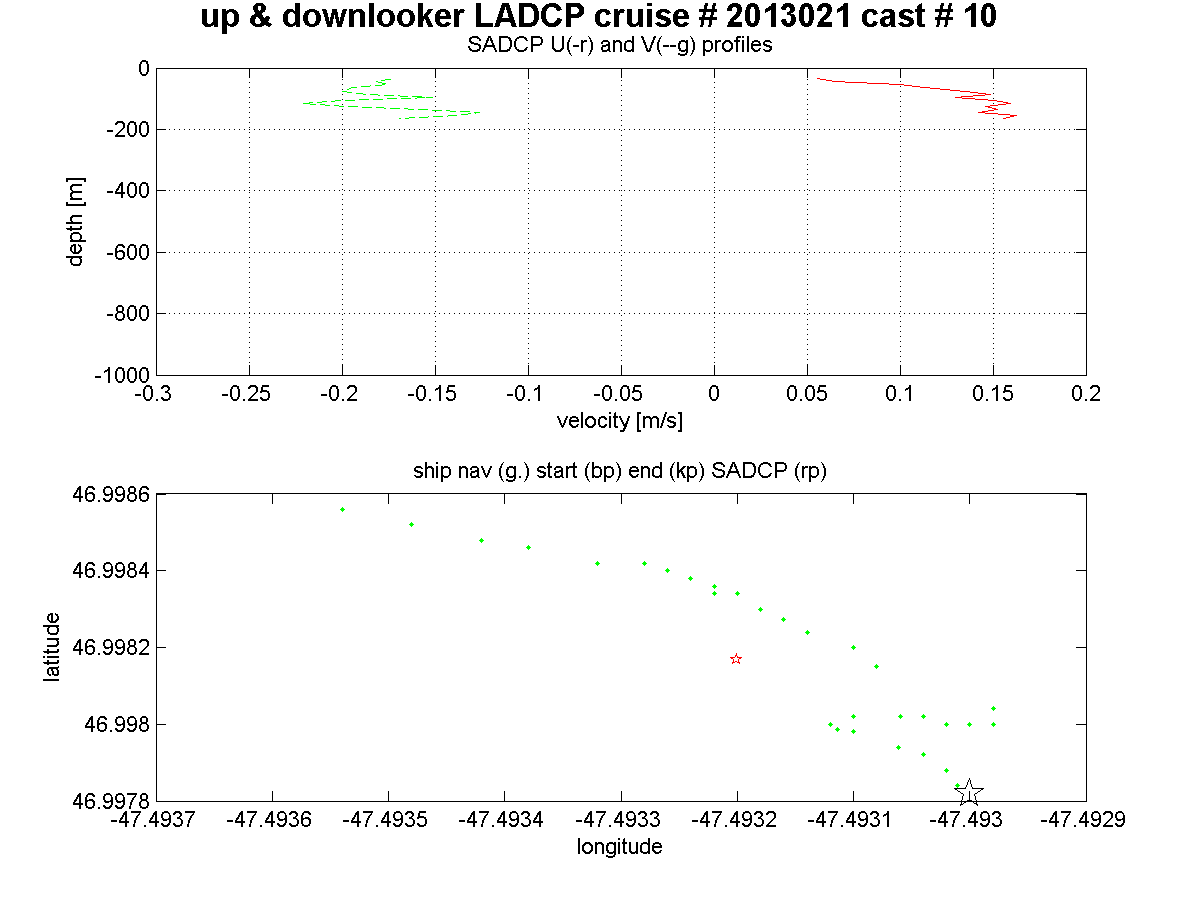 up & downlooker LADCP cruise # 2013021 cast # 10
SADCP U(-r) and V(--g) profiles
0
-200
-400
-600
-800
-1000
depth [m]
-0.3 -0.25 -0.2 -0.15 -0.1 -0.05 0 0.05 0.1 0.15 0.2
velocity [m/s]
ship nav (g.) start (bp) end (kp) SADCP (rp)
46.9986
46.9984
46.9982
46.998
46.9978
latitude
-47.4937 -47.4936 -47.4935 -47.4934 -47.4933 -47.4932 -47.4931 -47.493 -47.4929
longitude